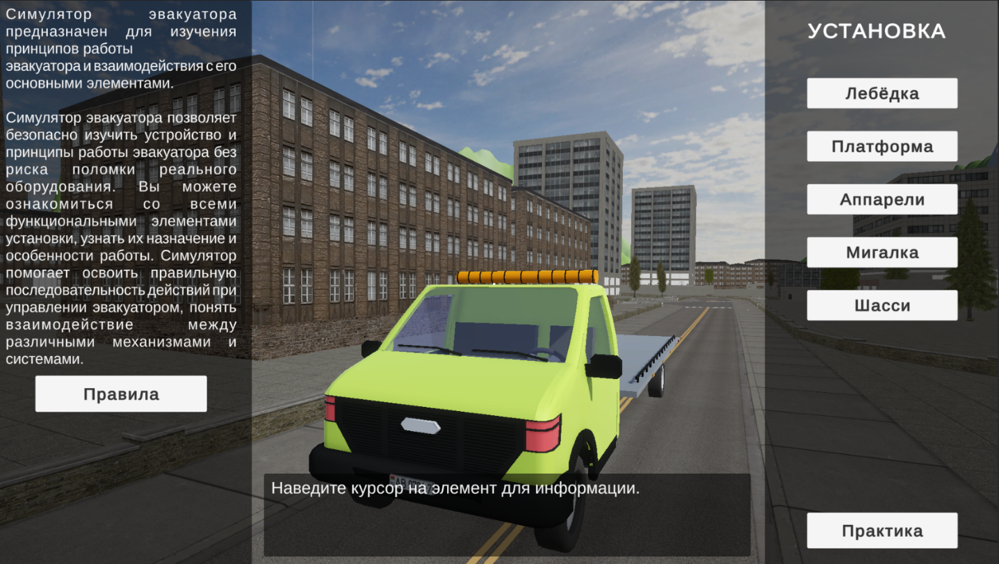 Симулятор эвакуатора
предназначен для изучения
принципов работы
эвакуатора и взаимодействия с его
основными элементами.
Симулятор эвакуатора позволяет
безопасно изучить устройство и
принципы работы эвакуатора без
риска поломки реального
оборудования. Вы можете
ознакомиться со всеми
функциональными элементами
установки, узнать их назначение и
особенности работы. Симулятор
помогает освоить правильную
последовательность действий при
управлении эвакуатором, понять
взаимодействие между
различными механизмами и
системами.
Правила
Наведите курсор на элемент для информации.
УСТАНОВКА
Лебёдка
Платформа
Аппарели
Мигалка
Шасси
Практика